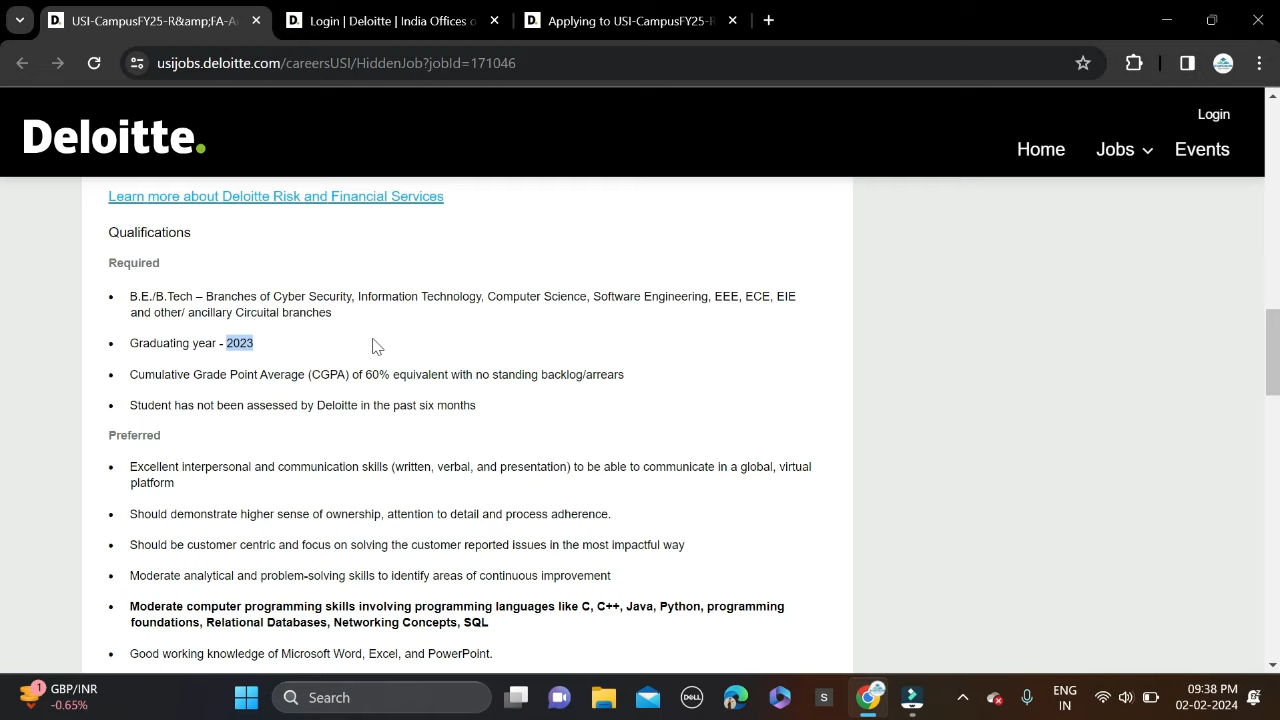 USI-CampusFY25-R&amp;FA-A
Login | Deloitte | India Offices o
Applying to USI-CampusFY25-R
usijobs.deloitte.com/careersUSI/HiddenJob?jobId=171046
Login
Deloitte.
Home Jobs Events
Learn more about Deloitte Risk and Financial Services
Qualifications
Required
• B.E./B.Tech – Branches of Cyber Security, Information Technology, Computer Science, Software Engineering, EEE, ECE, EIE
and other/ ancillary Circuital branches
• Graduating year - 2023
• Cumulative Grade Point Average (CGPA) of 60% equivalent with no standing backlog/arrears
• Student has not been assessed by Deloitte in the past six months
Preferred
• Excellent interpersonal and communication skills (written, verbal, and presentation) to be able to communicate in a global, virtual
platform
• Should demonstrate higher sense of ownership, attention to detail and process adherence.
• Should be customer centric and focus on solving the customer reported issues in the most impactful way
• Moderate analytical and problem-solving skills to identify areas of continuous improvement
• Moderate computer programming skills involving programming languages like C, C++, Java, Python, programming
foundations, Relational Databases, Networking Concepts, SQL
• Good working knowledge of Microsoft Word, Excel, and PowerPoint.
1
GBP/INR
-0.65%
Search
DELL
S
ENG
IN
09:38 PM
02-02-2024